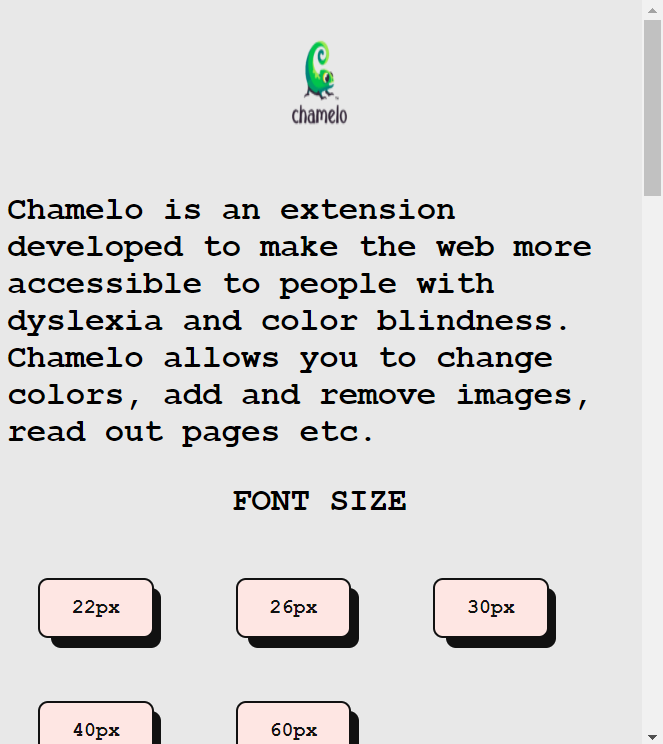 chamelo
Chamelo is an extension
developed to make the web more
accessible to people with
dyslexia and color blindness.
Chamelo allows you to change
colors, add and remove images,
read out pages etc.
FONT SIZE
22px 26px 30px
40px 60px